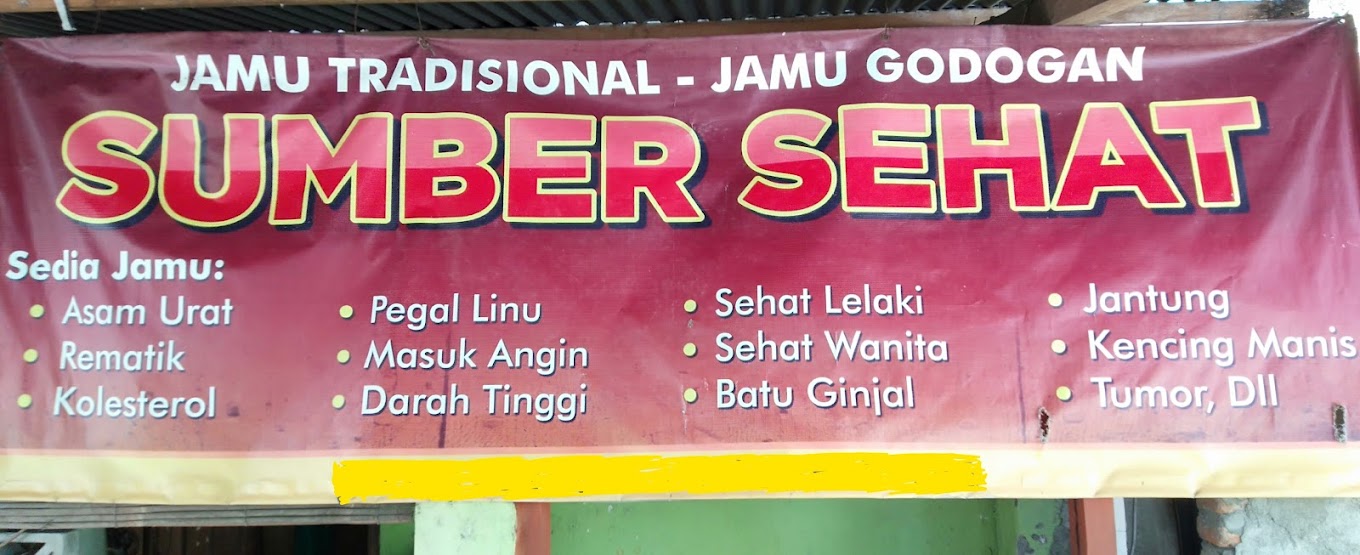 JAMU TRADISIONAL - JAMU GODOGAN
SUMBER SEHAT
Sedia Jamu:
• Asam Urat
• Rematik
• Kolesterol
• Pegal Linu
• Masuk Angin
• Darah Tinggi
• Sehat Lelaki
• Sehat Wanita
• Batu Ginjal
• Jantung
• Kencing Manis
• Tumor, Dll